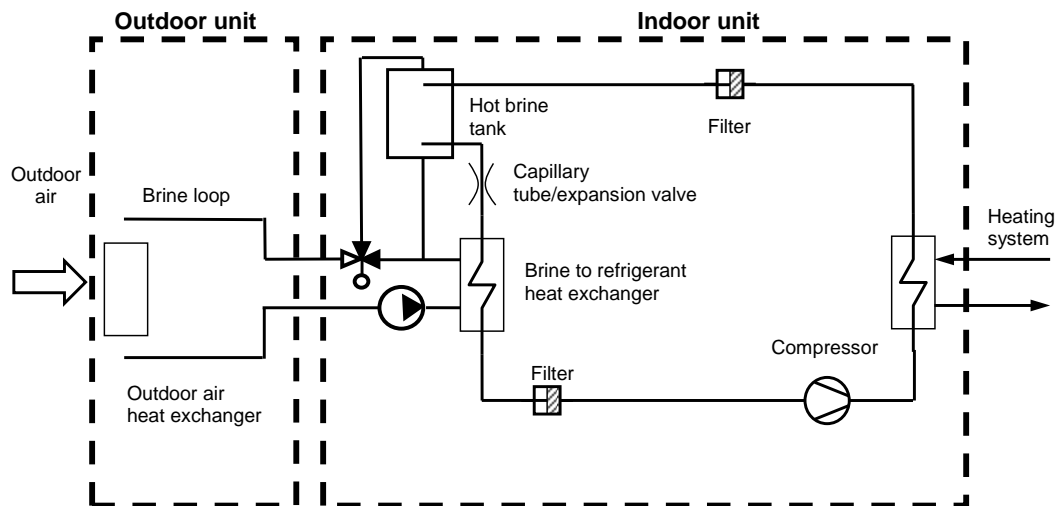 Outdoor unit
Indoor unit
Hot brine
tank
Filter
Outdoor
air
Brine loop
Capillary
tube/expansion valve
Heating
system
Brine to refrigerant
heat exchanger
Compressor
Filter
Outdoor air
heat exchanger